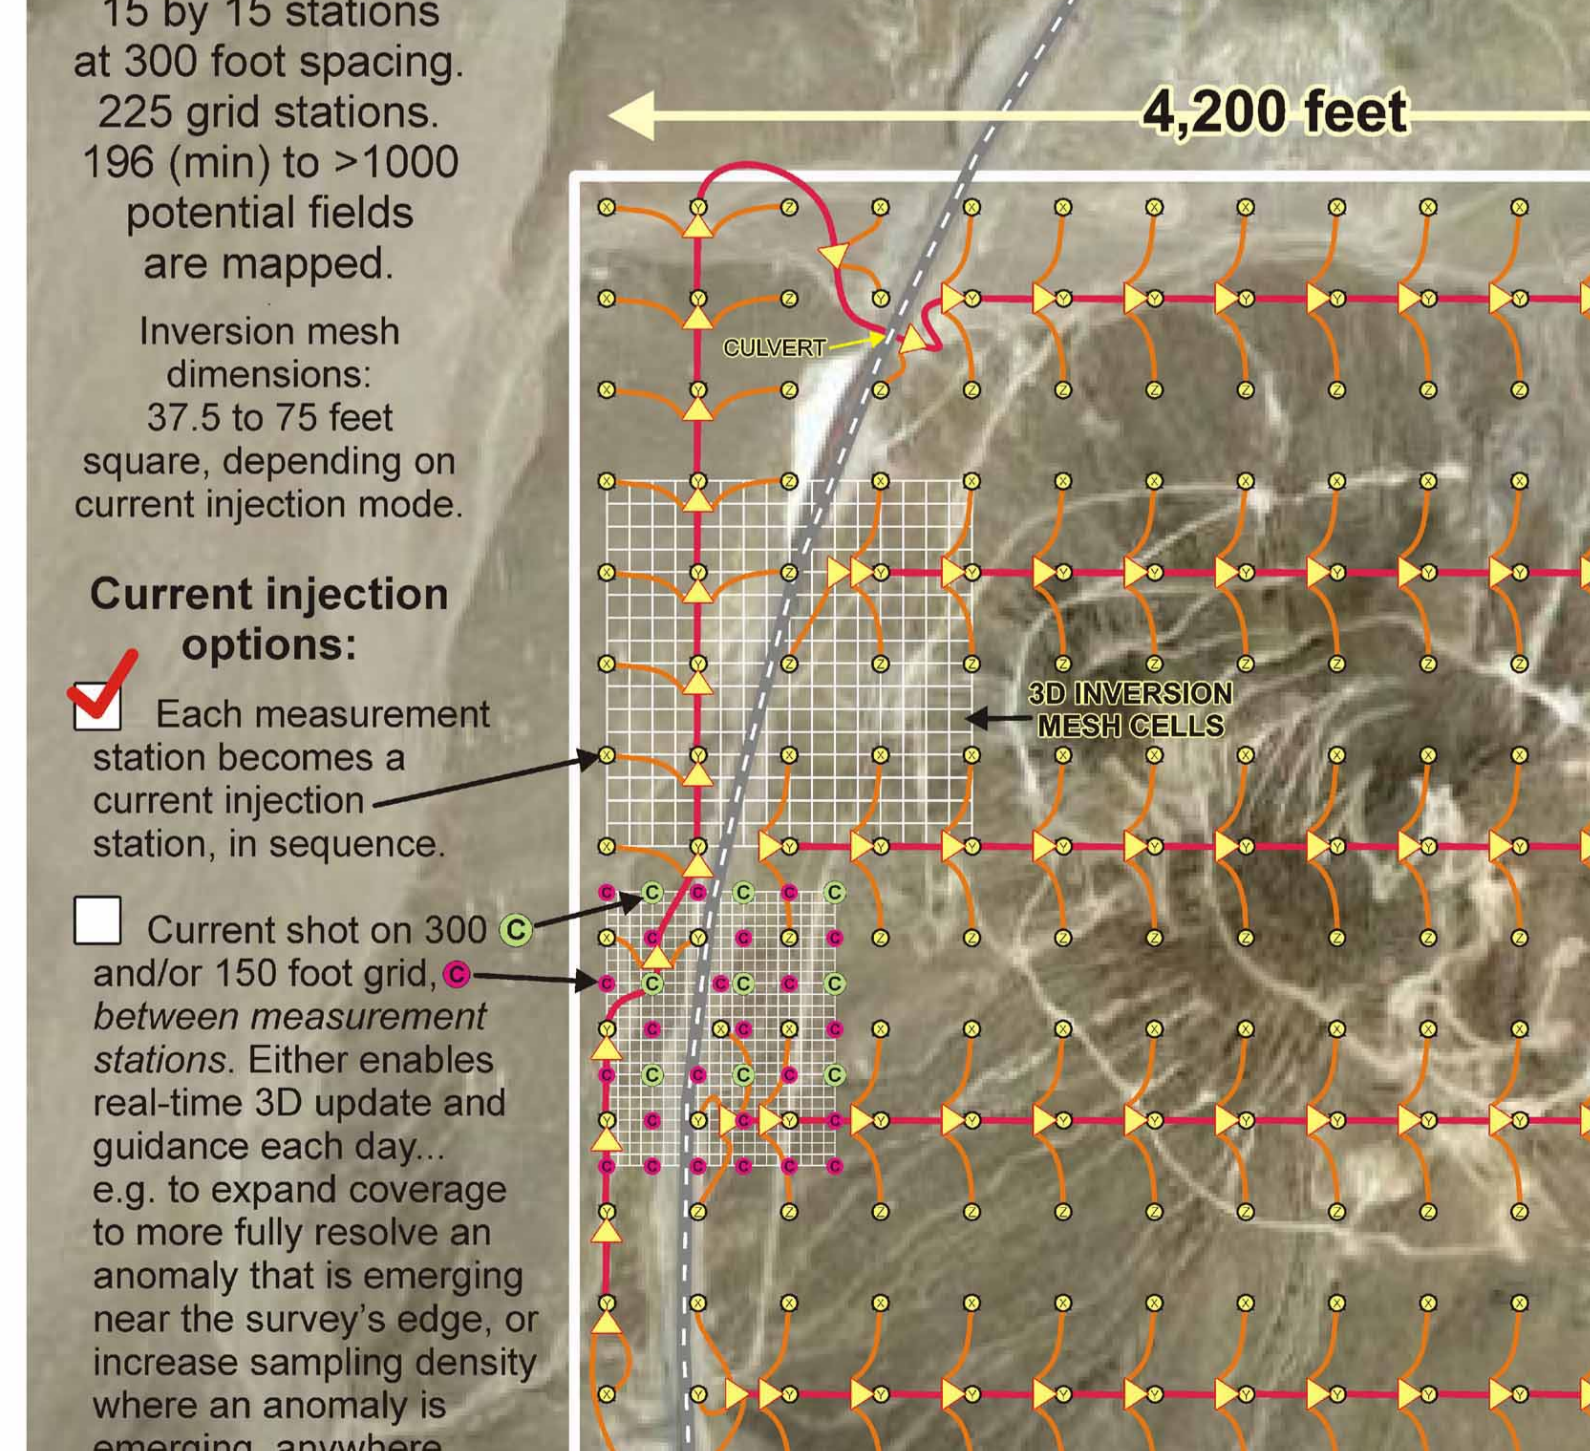 15 by 15 stations
at 300 foot spacing.
225 grid stations.
196 (min) to >1000
potential fields
are mapped.
Inversion mesh
dimensions:
37.5 to 75 feet
square, depending on
current injection mode.
Current injection
options:
Each measurement
station becomes a
current injection
station, in sequence.
Current shot on 300 C
and/or 150 foot grid, C
between measurement
stations. Either enables
real-time 3D update and
guidance each day...
e.g. to expand coverage
to more fully resolve an
anomaly that is emerging
near the survey's edge, or
increase sampling density
where an anomaly is
emerging, anywhere
4,200 feet
CULVERT
3D INVERSION
MESH CELLS
X Y Z X X X X X X X X
X Y Z Y Y Y Y Y Y Y Y
X Y Z Z Z Z Z Z Z Z Z
X Y Z X X X X X X X X
X Y Z Y Y Y Y Y Y Y Y
X Y Z Z Z Z Z Z Z Z Z
X Y X X X X X X X X X
X Y Y Y Y Y Y Y Y Y Y
C C C C C C
X C Y C Z C Z Z Z Z Z Z Z Z
C C C C C C C
Y C X C X C X X X X X X X X
C C C C C C
Y C Y C Y C Y Y Y Y Y Y Y Y
C C C C C C
Y Z Z Z Z Z Z Z Z Z Z
Y X X X X X X X X X X
X Y Y Y Y Y Y Y Y Y Y